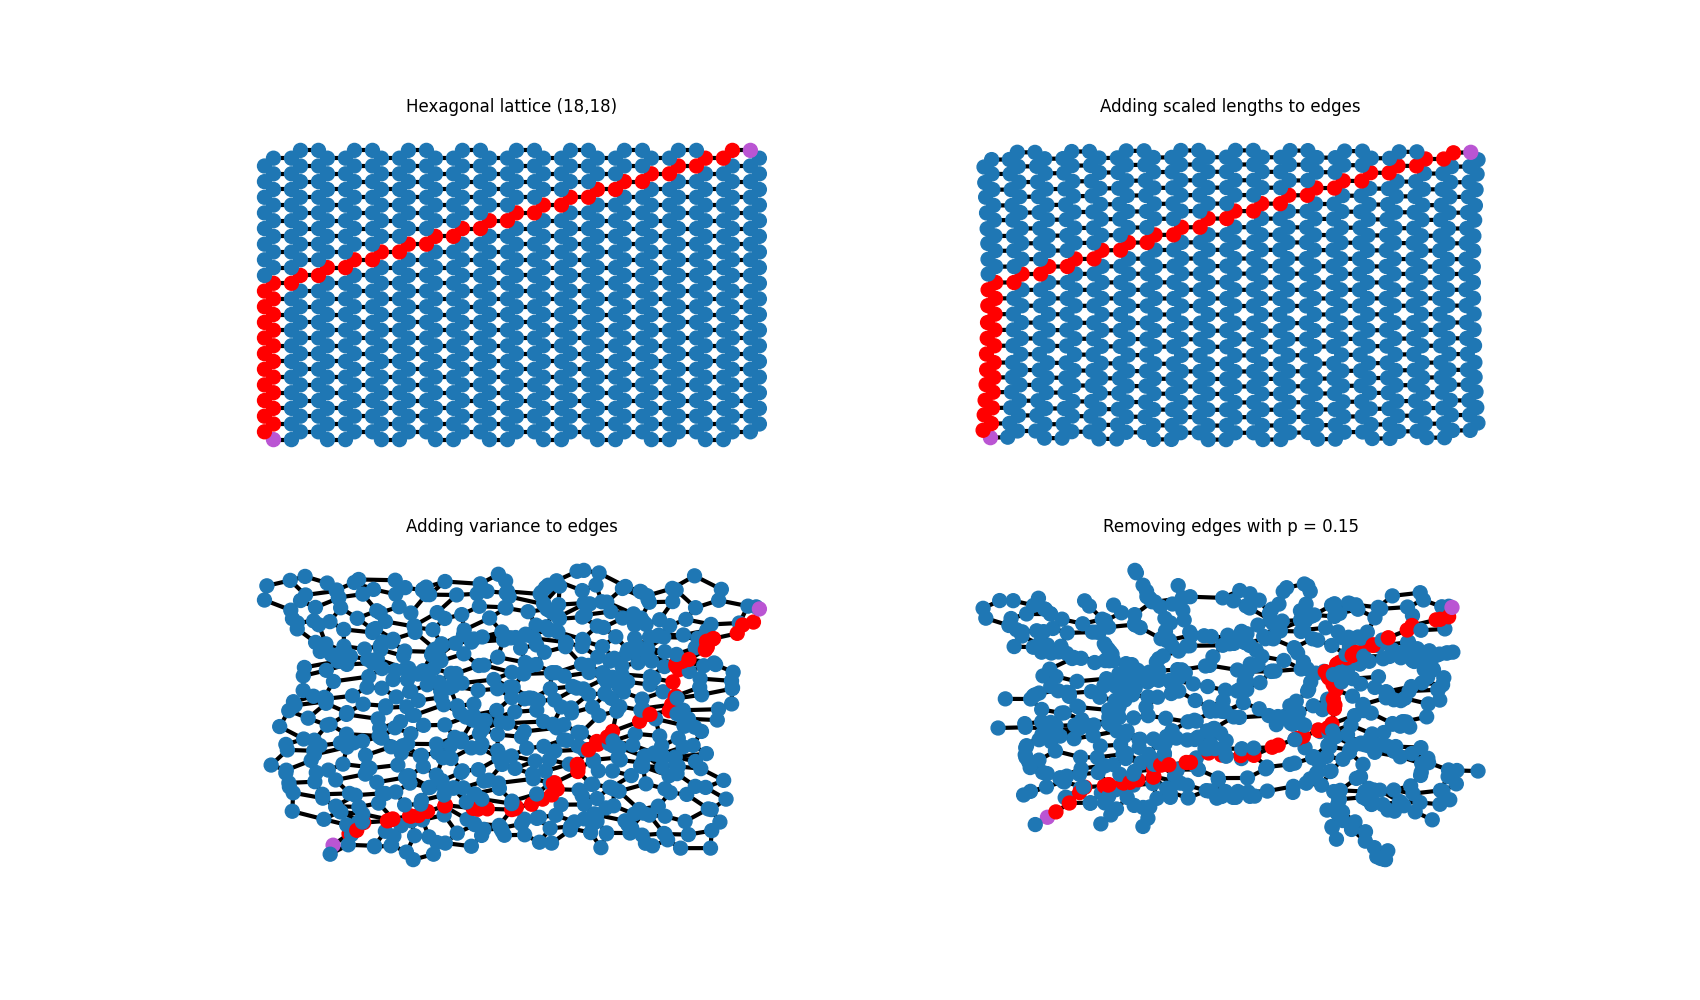 Hexagonal lattice (18,18)
Adding scaled lengths to edges
Adding variance to edges
Removing edges with p = 0.15